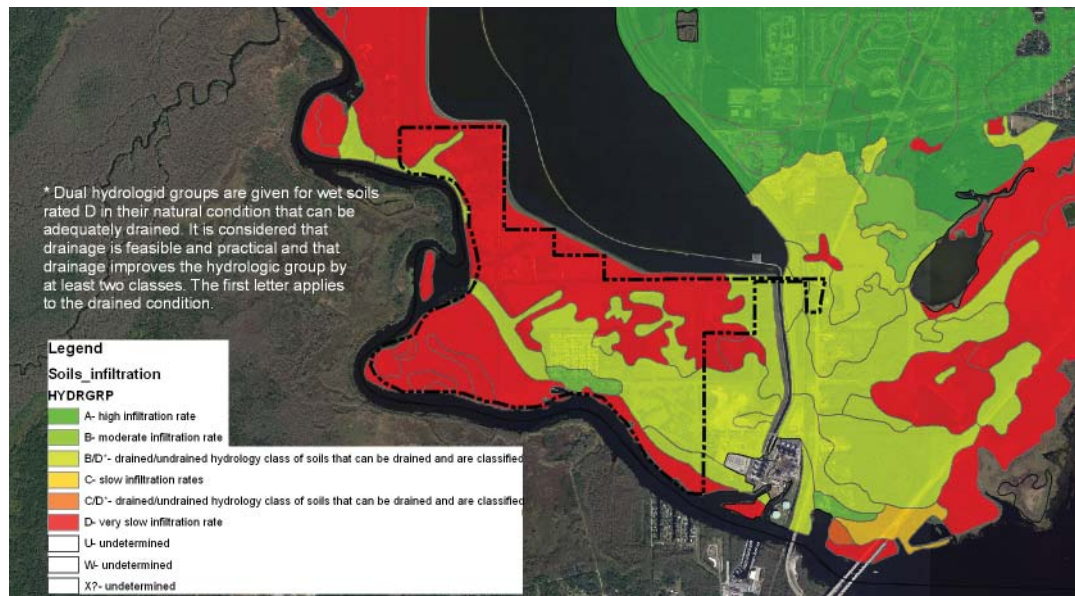 * Dual hydrologid groups are given for wet soils
rated D in their natural condition that can be
adequately drained. It is considered that
drainage is feasible and practical and that
drainage improves the hydrologic group by
at least two classes. The first letter applies
to the drained condition.
Legend
Soils_infiltration
HYDRGRP
A- high infiltration rate
B- moderate infiltration rate
B/D*- drained/undrained hydrology class of soils that can be drained and are classified
C- slow infiltration rates
C/D*- drained/undrained hydrology class of soils that can be drained and are classified
D- very slow infiltration rate
U- undetermined
W- undetermined
X?- undetermined